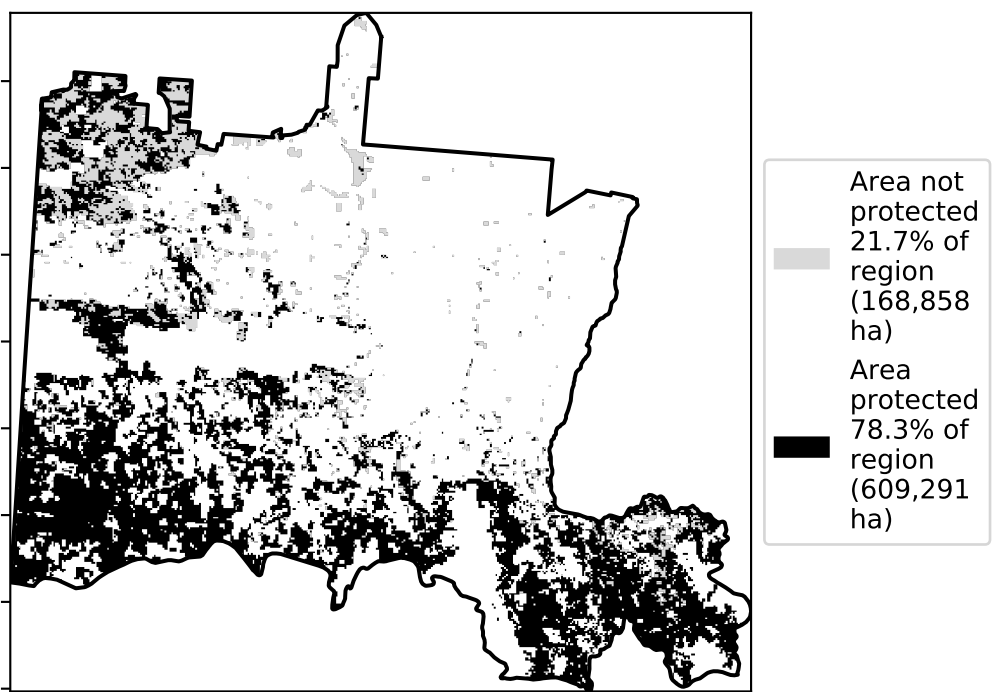 Area not
protected
21.7% of
region
(168,858
ha)
Area
protected
78.3% of
region
(609,291
ha)